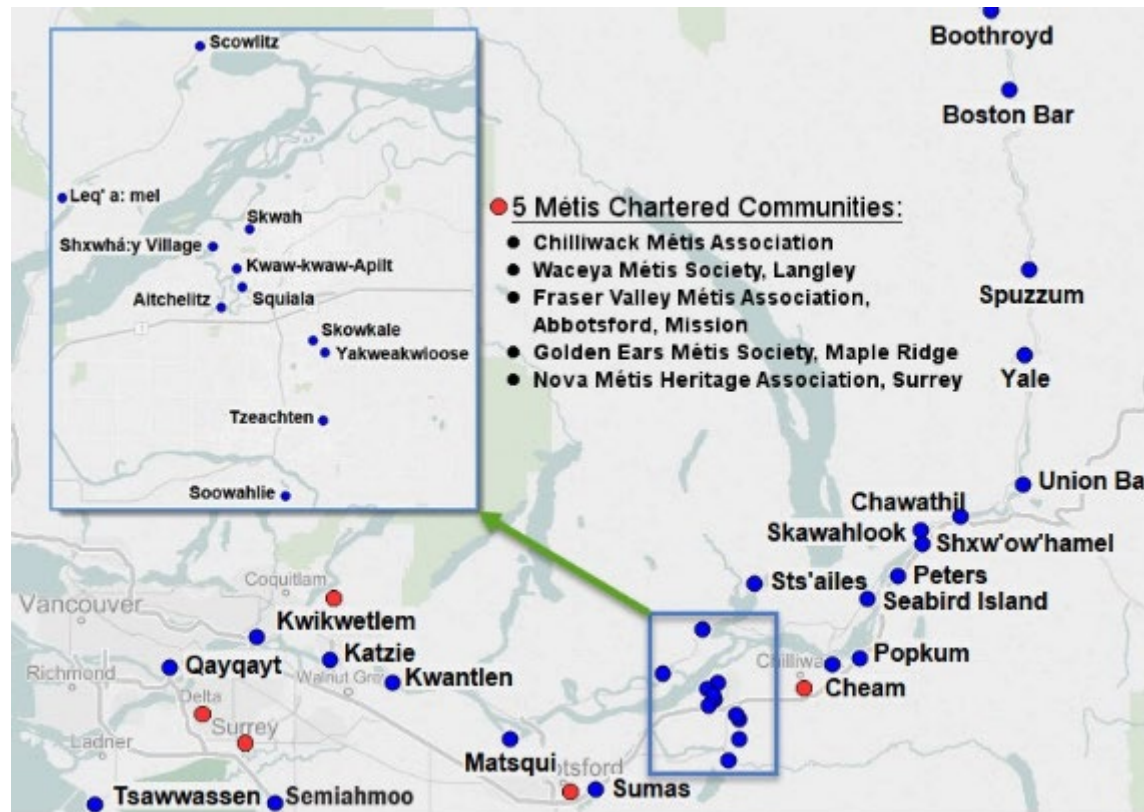 Boothroyd
Boston Bar
Spuzzum
Yale
Union Ba
Scowlitz
Leq' a: mel
Skwah
Shxwhá:y Village
Kwaw-kwaw-Apilt
Squiala
Aitchelitz
Skowkale
Yakweakwioose
Tzeachten
Soowahlie
5 Métis Chartered Communities:
Chilliwack Métis Association
Waceya Métis Society, Langley
Fraser Valley Métis Association,
Abbotsford, Mission
Golden Ears Métis Society, Maple Ridge
Nova Métis Heritage Association, Surrey
Chawathil
Skawahlook
Shxw'ow'hamel
Peters
Sts'ailes
Seabird Island
Popkum
Chilliwa
Cheam
Coquitlam
Vancouver
Kwikwetlem
Katzie
Qayqayt
Richmond
Walnut Gro
Kwantlen
Delta
Surrey
Ladner
Matsqui
otsford
Sumas
Tsawwassen
Semiahmoo